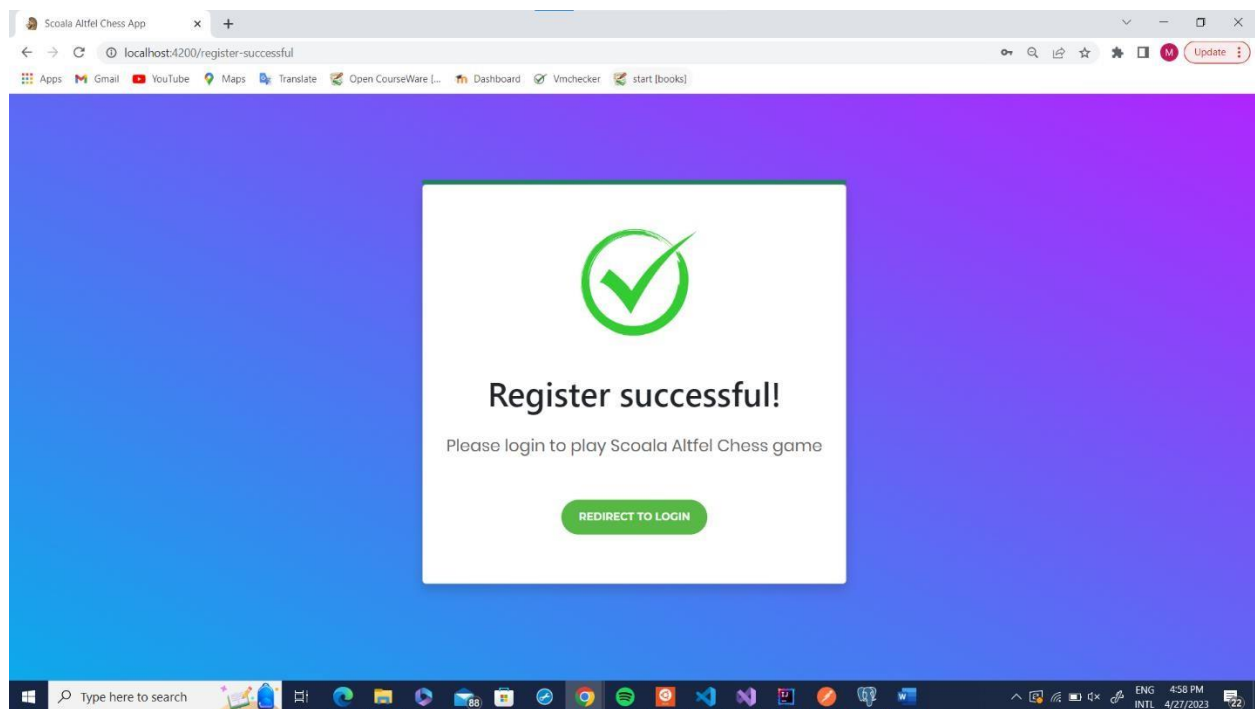 Scoala Altfel Chess App
localhost:4200/register-successful
M
Update
Apps
Gmail
YouTube
Maps
Translate
Open CourseWare [...
Dashboard
Vmchecker
start [books]
Register successful!
Please login to play Scoala Altfel Chess game
REDIRECT TO LOGIN
Type here to search
88
ENG
INTL
4:58 PM
4/27/2023
22